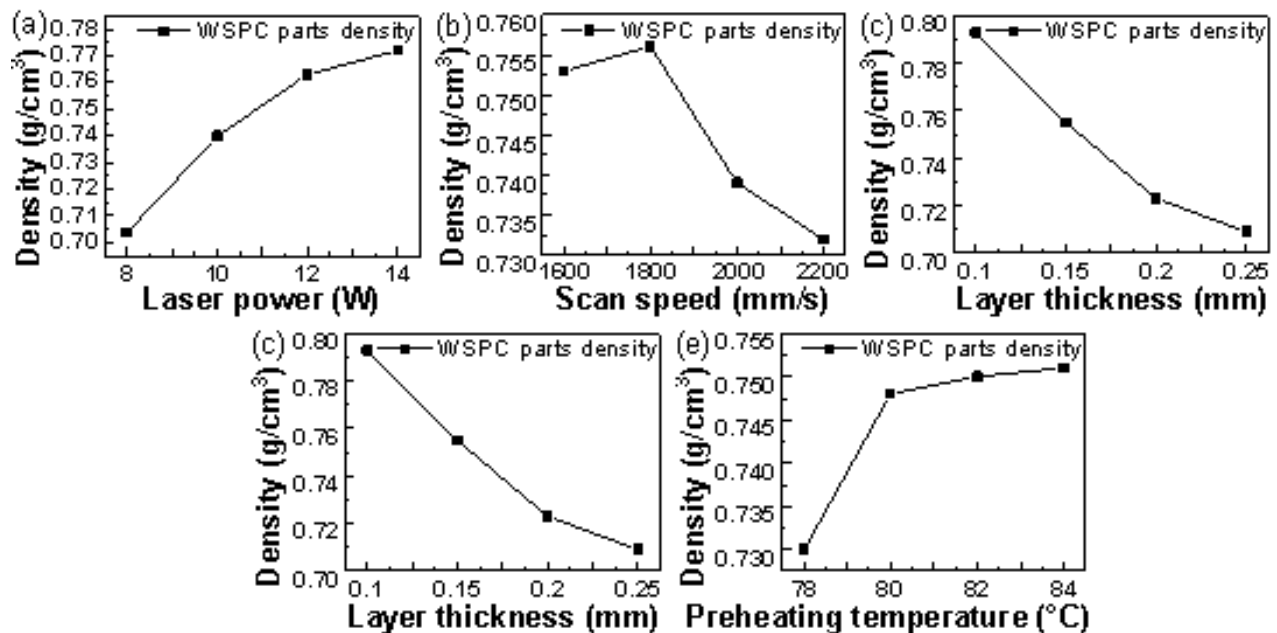 (a)
WSPC parts density
0.78
0.77
0.76
0.75
0.74
0.73
0.72
0.71
0.70
Density (g/cm³)
8 10 12 14
Laser power (W)
(b)
WSPC parts density
0.760
0.755
0.750
0.745
0.740
0.735
0.730
Density (g/cm³)
1600 1800 2000 2200
Scan speed (mm/s)
(c)
WSPC parts density
0.80
0.78
0.76
0.74
0.72
0.70
Density (g/cm³)
0.1 0.15 0.2 0.25
Layer thickness (mm)
(c)
WSPC parts density
0.80
0.78
0.76
0.74
0.72
0.70
Density (g/cm³)
0.1 0.15 0.2 0.25
Layer thickness (mm)
(e)
WSPC parts density
0.755
0.750
0.745
0.740
0.735
0.730
Density (g/cm³)
78 80 82 84
Preheating temperature (°C)